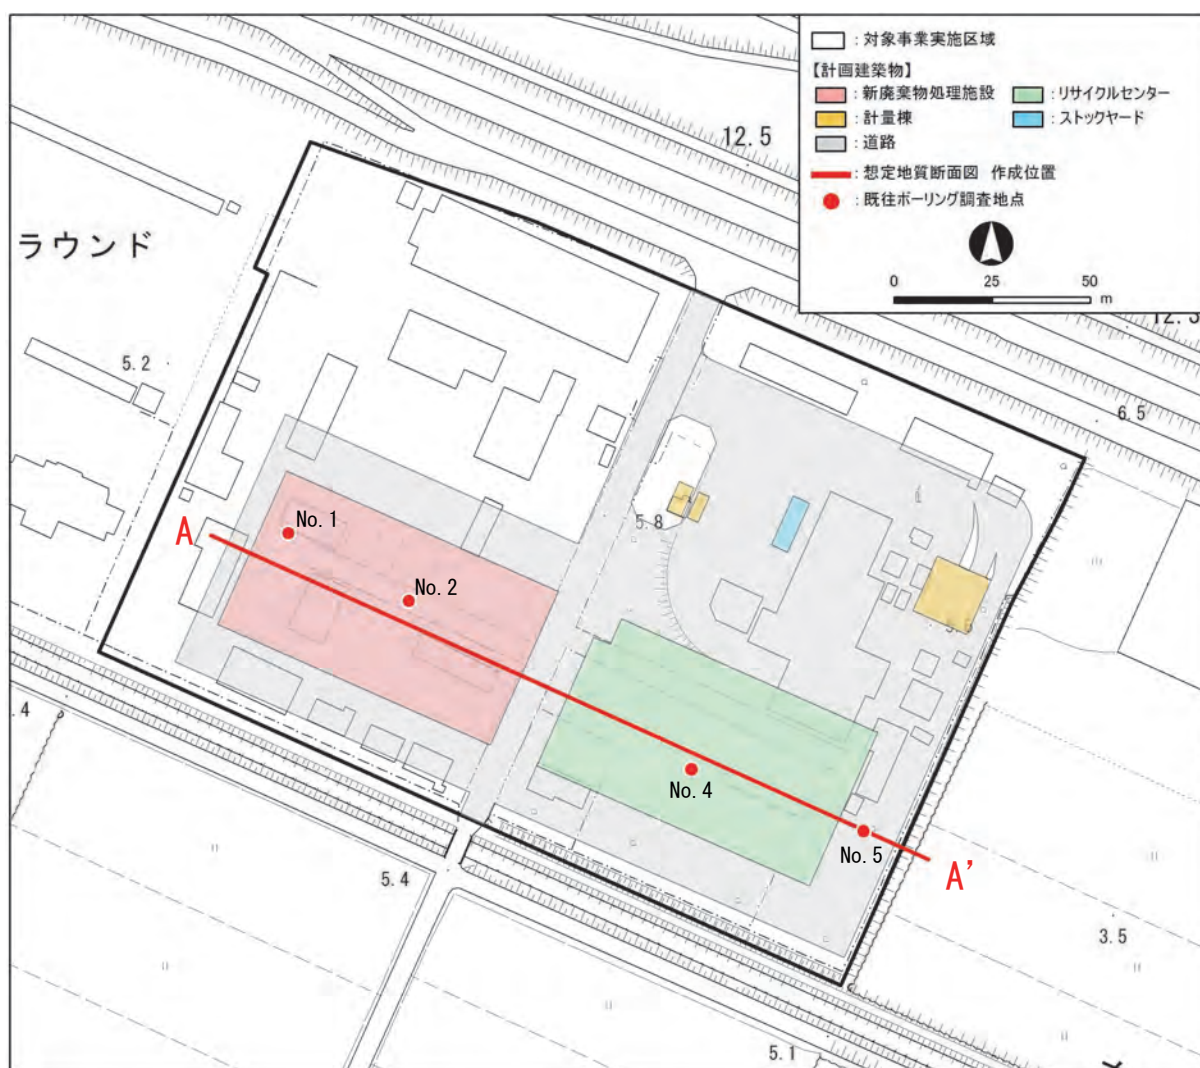 ：対象事業実施区域
【計画建築物】
：新廃棄物処理施設
：リサイクルセンター
：計量棟
：ストックヤード
：道路
：想定地質断面図　作成位置
：既往ボーリング調査地点
0 25 50
m
12.5
12.3
ラウンド
5.2
6.5
No. 1
A
5.8
No. 2
No. 4
No. 5
A’
.4
5.4
3.5
5.1